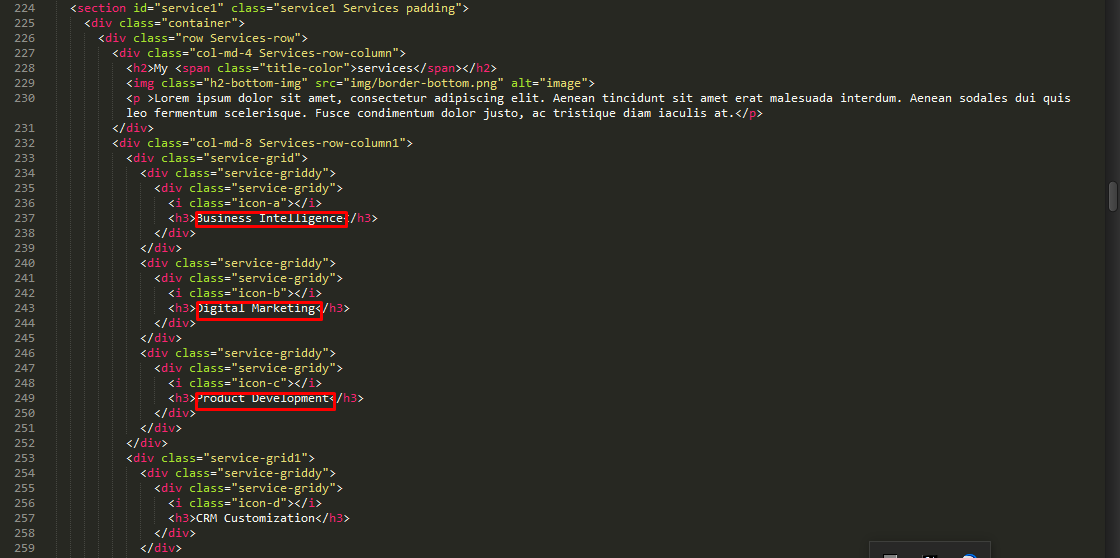 224 <section id="service1" class="service1 Services padding">
225 <div class="container">
226 <div class="row Services-row">
227 <div class="col-md-4 Services-row-column">
228 <h2>My <span class="title-color">services</span></h2>
229 <img class="h2-bottom-img" src="img/border-bottom.png" alt="image">
230 <p >Lorem ipsum dolor sit amet, consectetur adipiscing elit. Aenean tincidunt sit amet erat malesuada interdum. Aenean sodales dui quis
leo fermentum scelerisque. Fusce condimentum dolor justo, ac tristique diam iaculis at.</p>
231 </div>
232 <div class="col-md-8 Services-row-column1">
233 <div class="service-grid">
234 <div class="service-griddy">
235 <div class="service-gridy">
236 <i class="icon-a"></i>
237 <h3>Business Intelligence</h3>
238 </div>
239 </div>
240 <div class="service-griddy">
241 <div class="service-gridy">
242 <i class="icon-b"></i>
243 <h3>Digital Marketing</h3>
244 </div>
245 </div>
246 <div class="service-griddy">
247 <div class="service-gridy">
248 <i class="icon-c"></i>
249 <h3>Product Development</h3>
250 </div>
251 </div>
252 </div>
253 <div class="service-grid1">
254 <div class="service-griddy">
255 <div class="service-gridy">
256 <i class="icon-d"></i>
257 <h3>CRM Customization</h3>
258 </div>
259 </div>